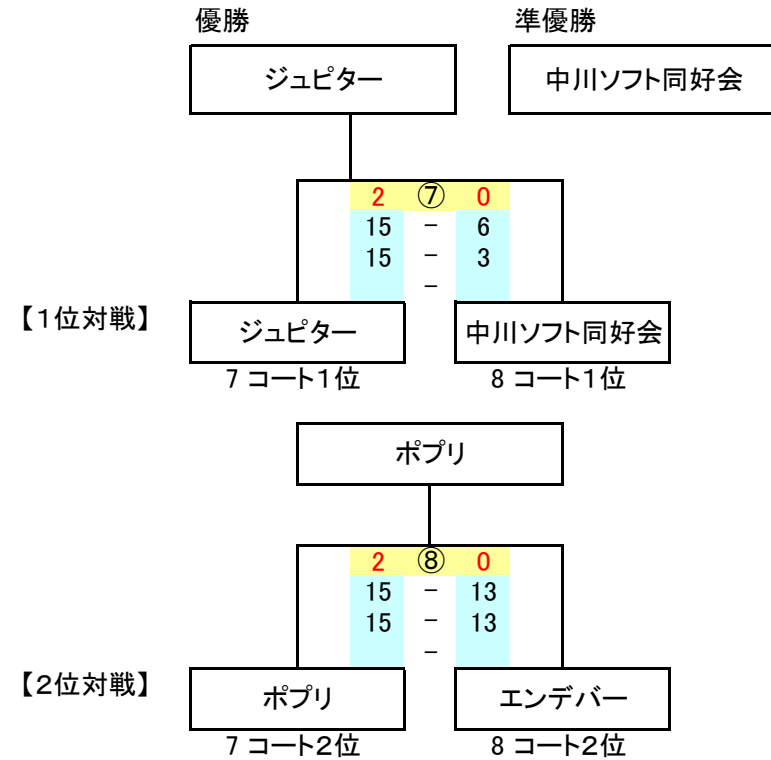 優勝 準優勝
ジュピター 中川ソフト同好会
2 ⑦ 0
15 - 6
15 - 3
-
【１位対戦】 ジュピター 中川ソフト同好会
7 コート１位 8 コート１位
ポプリ
2 ⑧ 0
15 - 13
15 - 13
-
【２位対戦】 ポプリ エンデバー
7 コート２位 8 コート２位